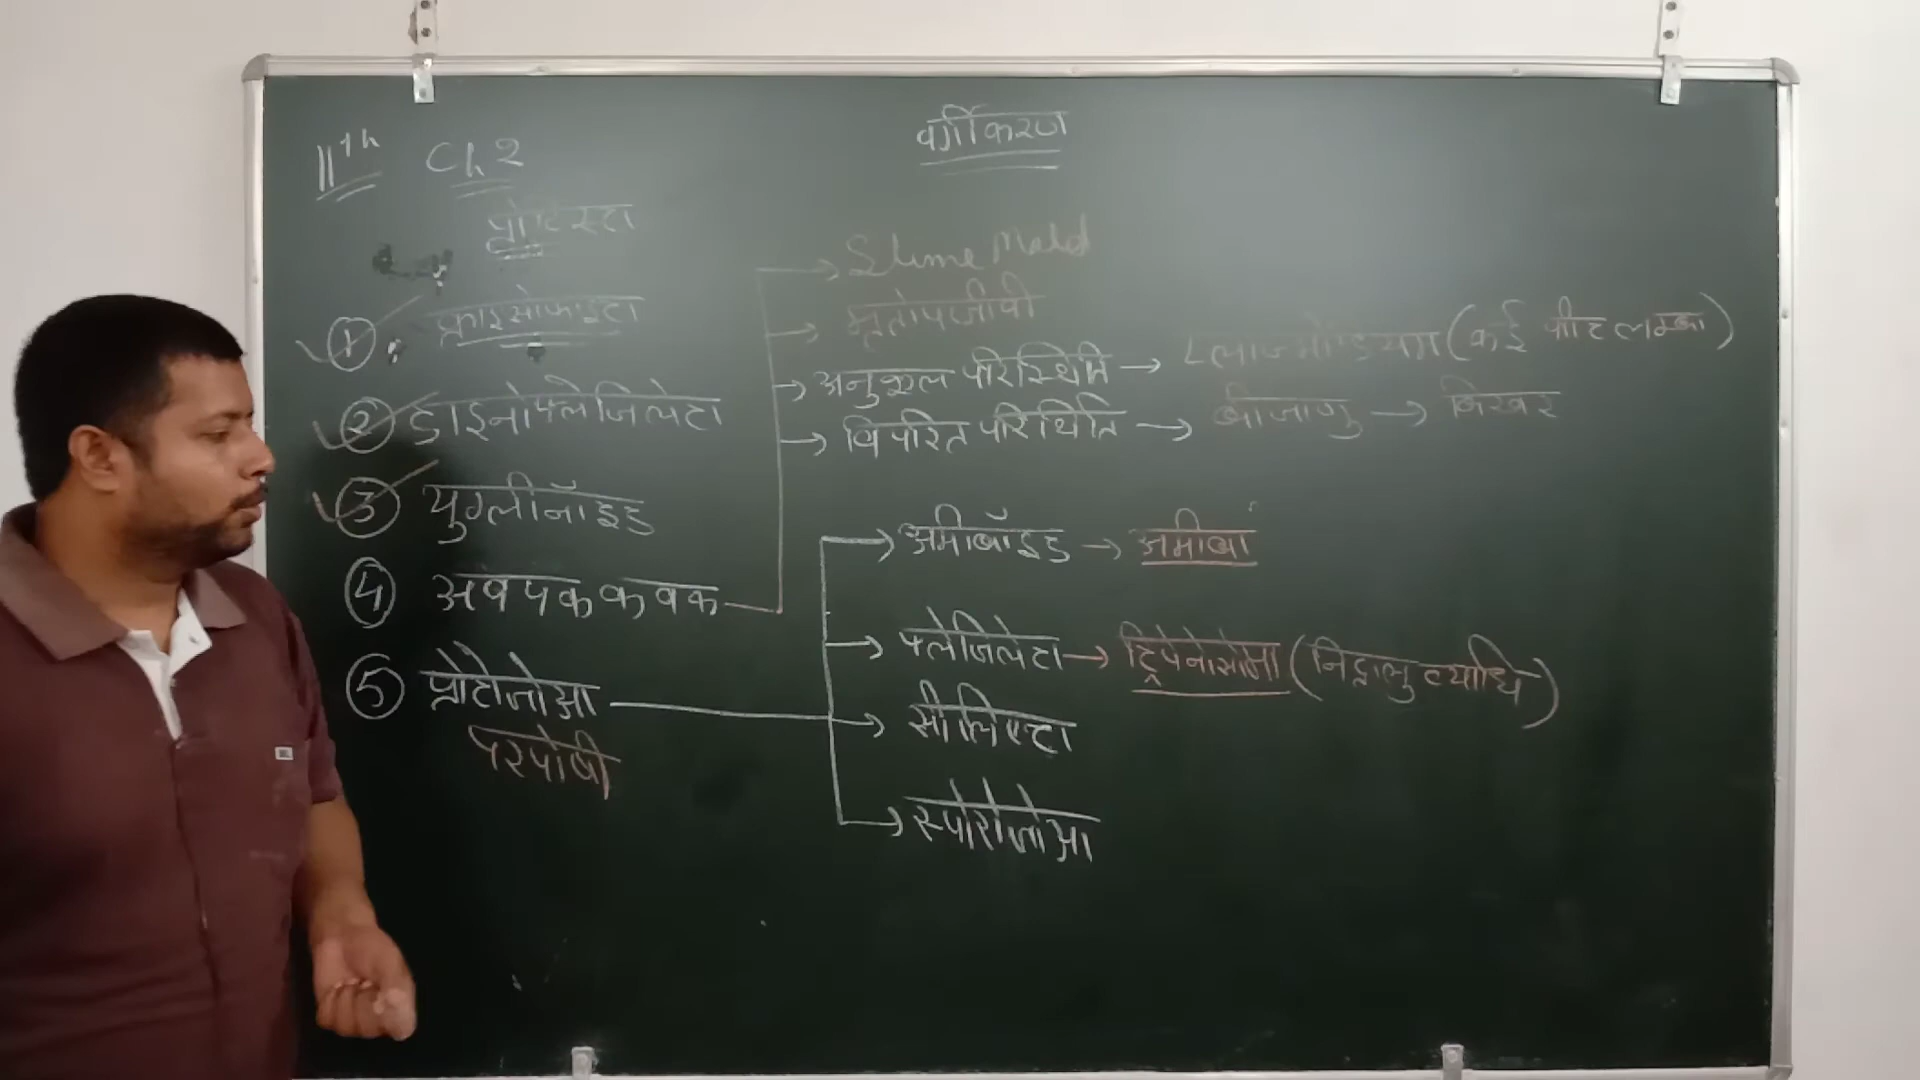 वर्गीकरण
11th Ch 2
प्रोटिस्टा
① क्राइसोफाइटा
② डाइनोफ्लेजिलेटा
③ युग्लीनॉइड
④ अवपंक कवक
⑤ प्रोटोजोआ
परपोषी
→ Slime Mold
→ मृतोपजीवी
→ अनुकूल परिस्थिति → प्लाज्मोडियम (कई फीट लम्बा)
→ विपरित परिस्थिति → बीजाणु → बिखर
→ अमीबॉइड → अमीबा
→ फ्लेजिलेटा → ट्रिपेनोसोमा (निद्रालु व्याधि)
→ सीलिएटा
→ स्पोरोजोआ